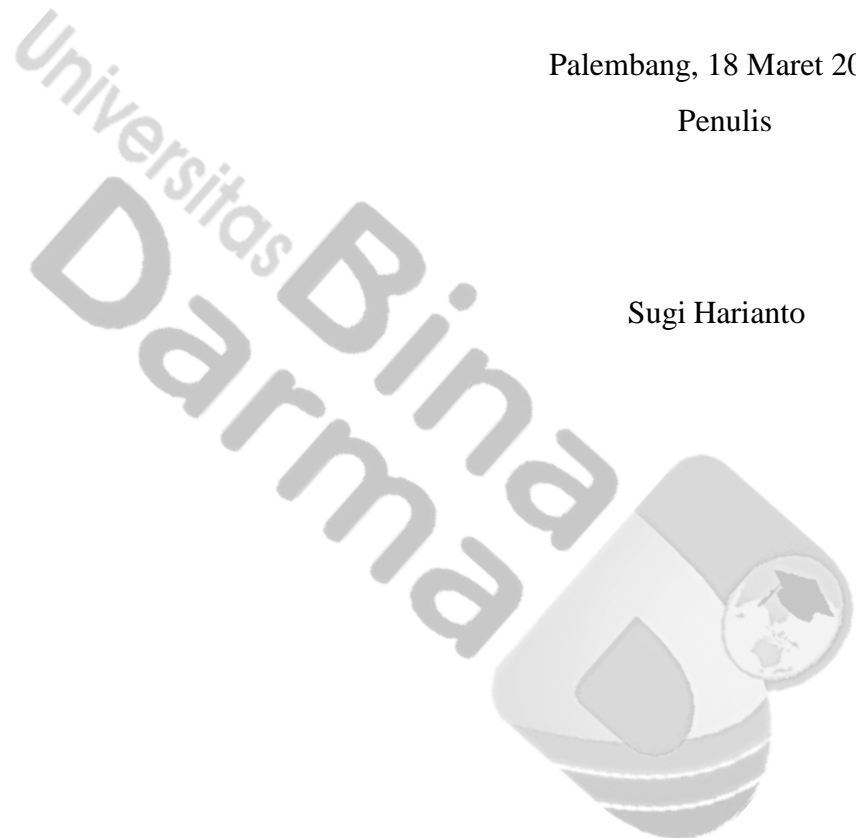 Palembang, 18 Maret 20
Penulis
Sugi Harianto
Universitas
Bina
Darma